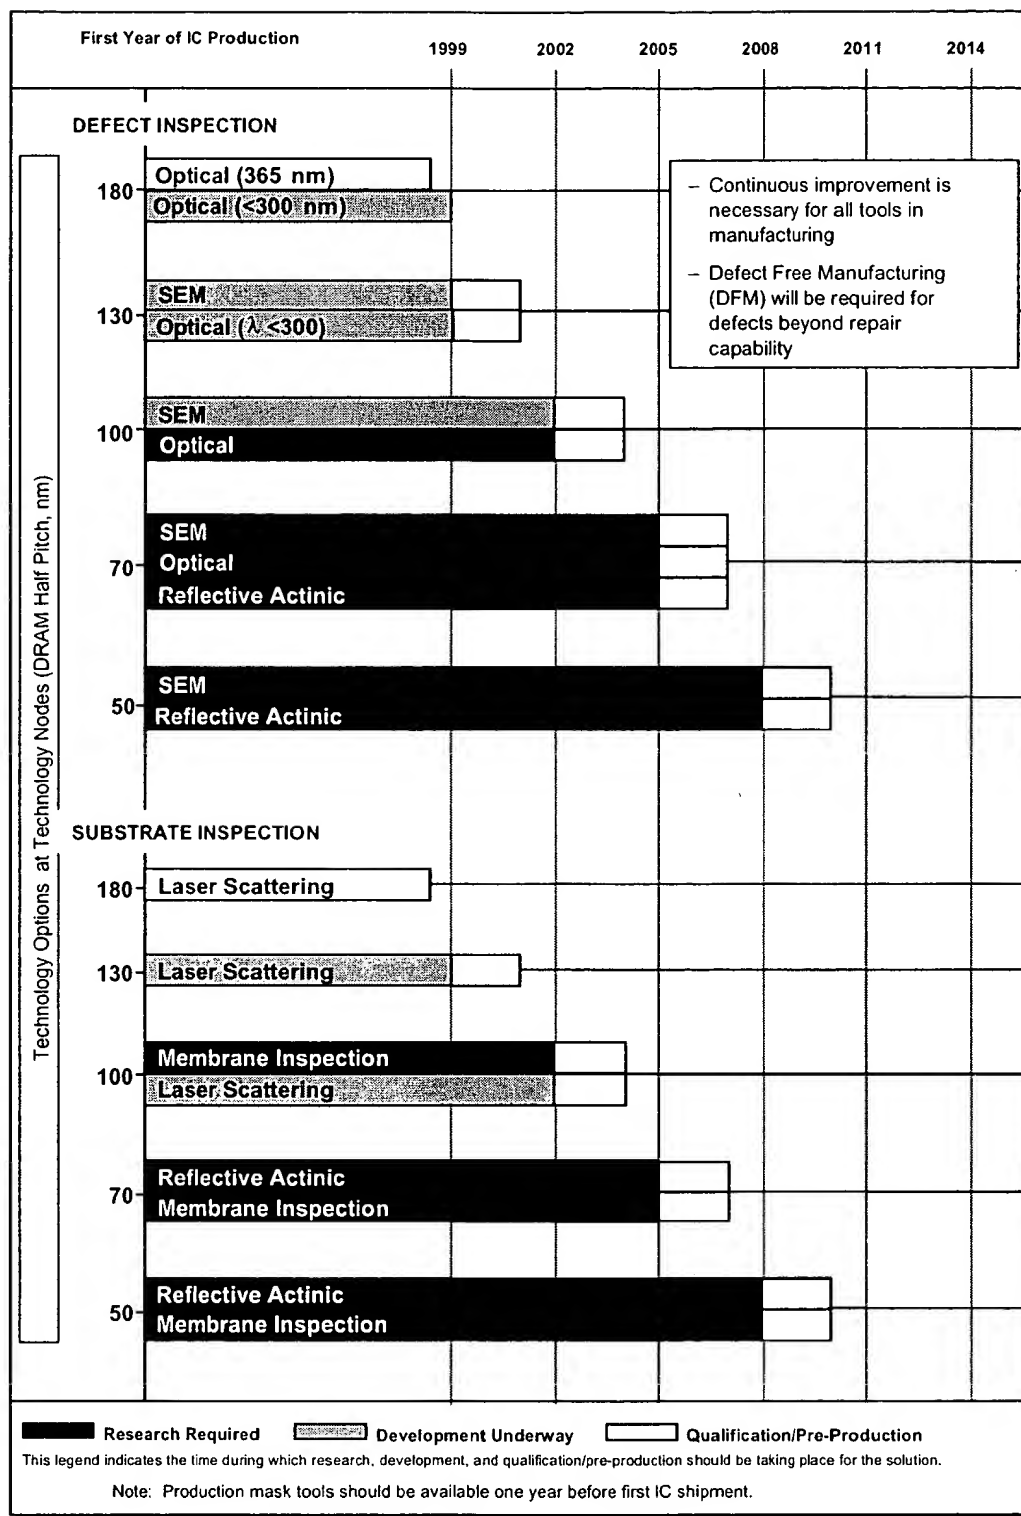 First Year of IC Production
1999 2002 2005 2008 2011 2014
DEFECT INSPECTION
Technology Options at Technology Nodes (DRAM Half Pitch, nm)
180
Optical (365 nm)
Optical (<300 nm)
– Continuous improvement is
necessary for all tools in
manufacturing
– Defect Free Manufacturing
(DFM) will be required for
defects beyond repair
capability
130
SEM
Optical (λ <300)
100
SEM
Optical
70
SEM
Optical
Reflective Actinic
50
SEM
Reflective Actinic
SUBSTRATE INSPECTION
180
Laser Scattering
130
Laser Scattering
100
Membrane Inspection
Laser Scattering
70
Reflective Actinic
Membrane Inspection
50
Reflective Actinic
Membrane Inspection
Research Required Development Underway Qualification/Pre-Production
This legend indicates the time during which research, development, and qualification/pre-production should be taking place for the solution.
Note: Production mask tools should be available one year before first IC shipment.